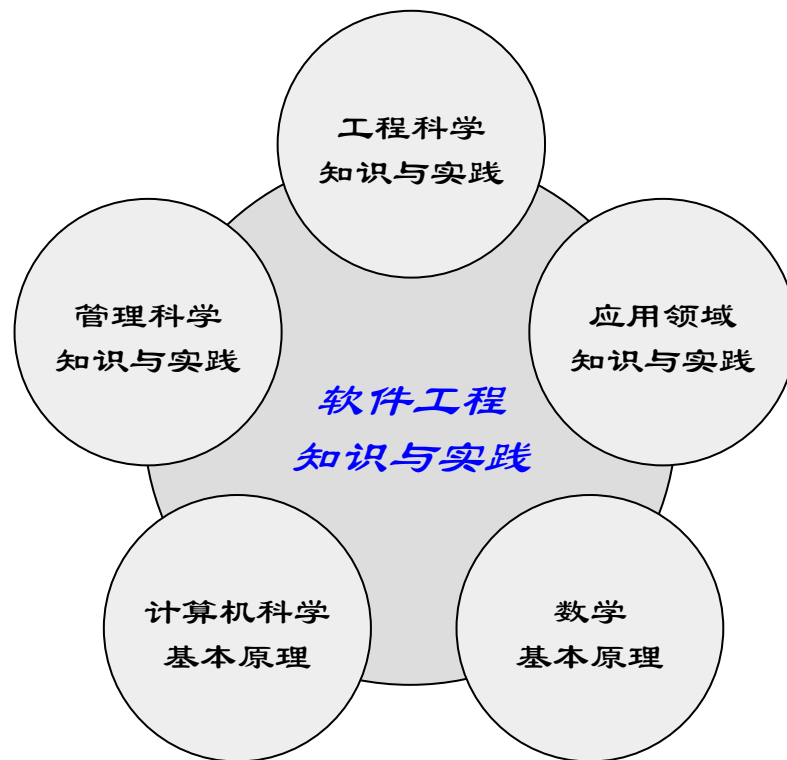 工程科学
知识与实践
管理科学
知识与实践
应用领域
知识与实践
软件工程
知识与实践
计算机科学
基本原理
数学
基本原理